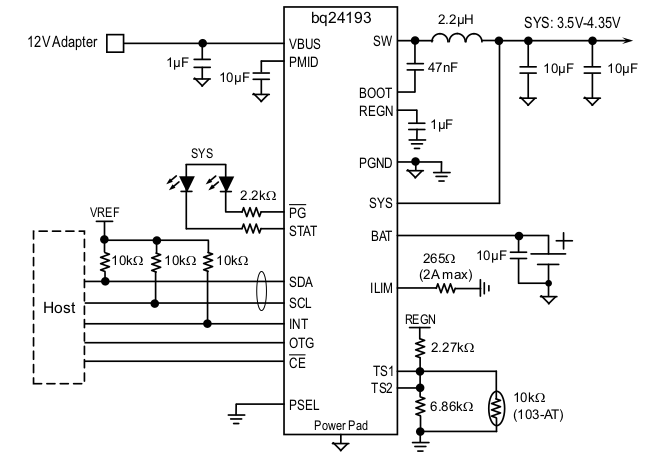 bq24193
2.2µH
SYS: 3.5V-4.35V
12V Adapter
VBUS
SW
1µF
PMID
10µF
47nF
10µF
10µF
BOOT
REGN
1µF
SYS
PGND
2.2kΩ
PG
SYS
VREF
STAT
BAT
10kΩ
10kΩ
10kΩ
265Ω
(2A max)
10µF
SDA
ILIM
SCL
Host
INT
REGN
OTG
2.27kΩ
CE
TS1
TS2
PSEL
6.86kΩ
10kΩ
(103-AT)
Power Pad